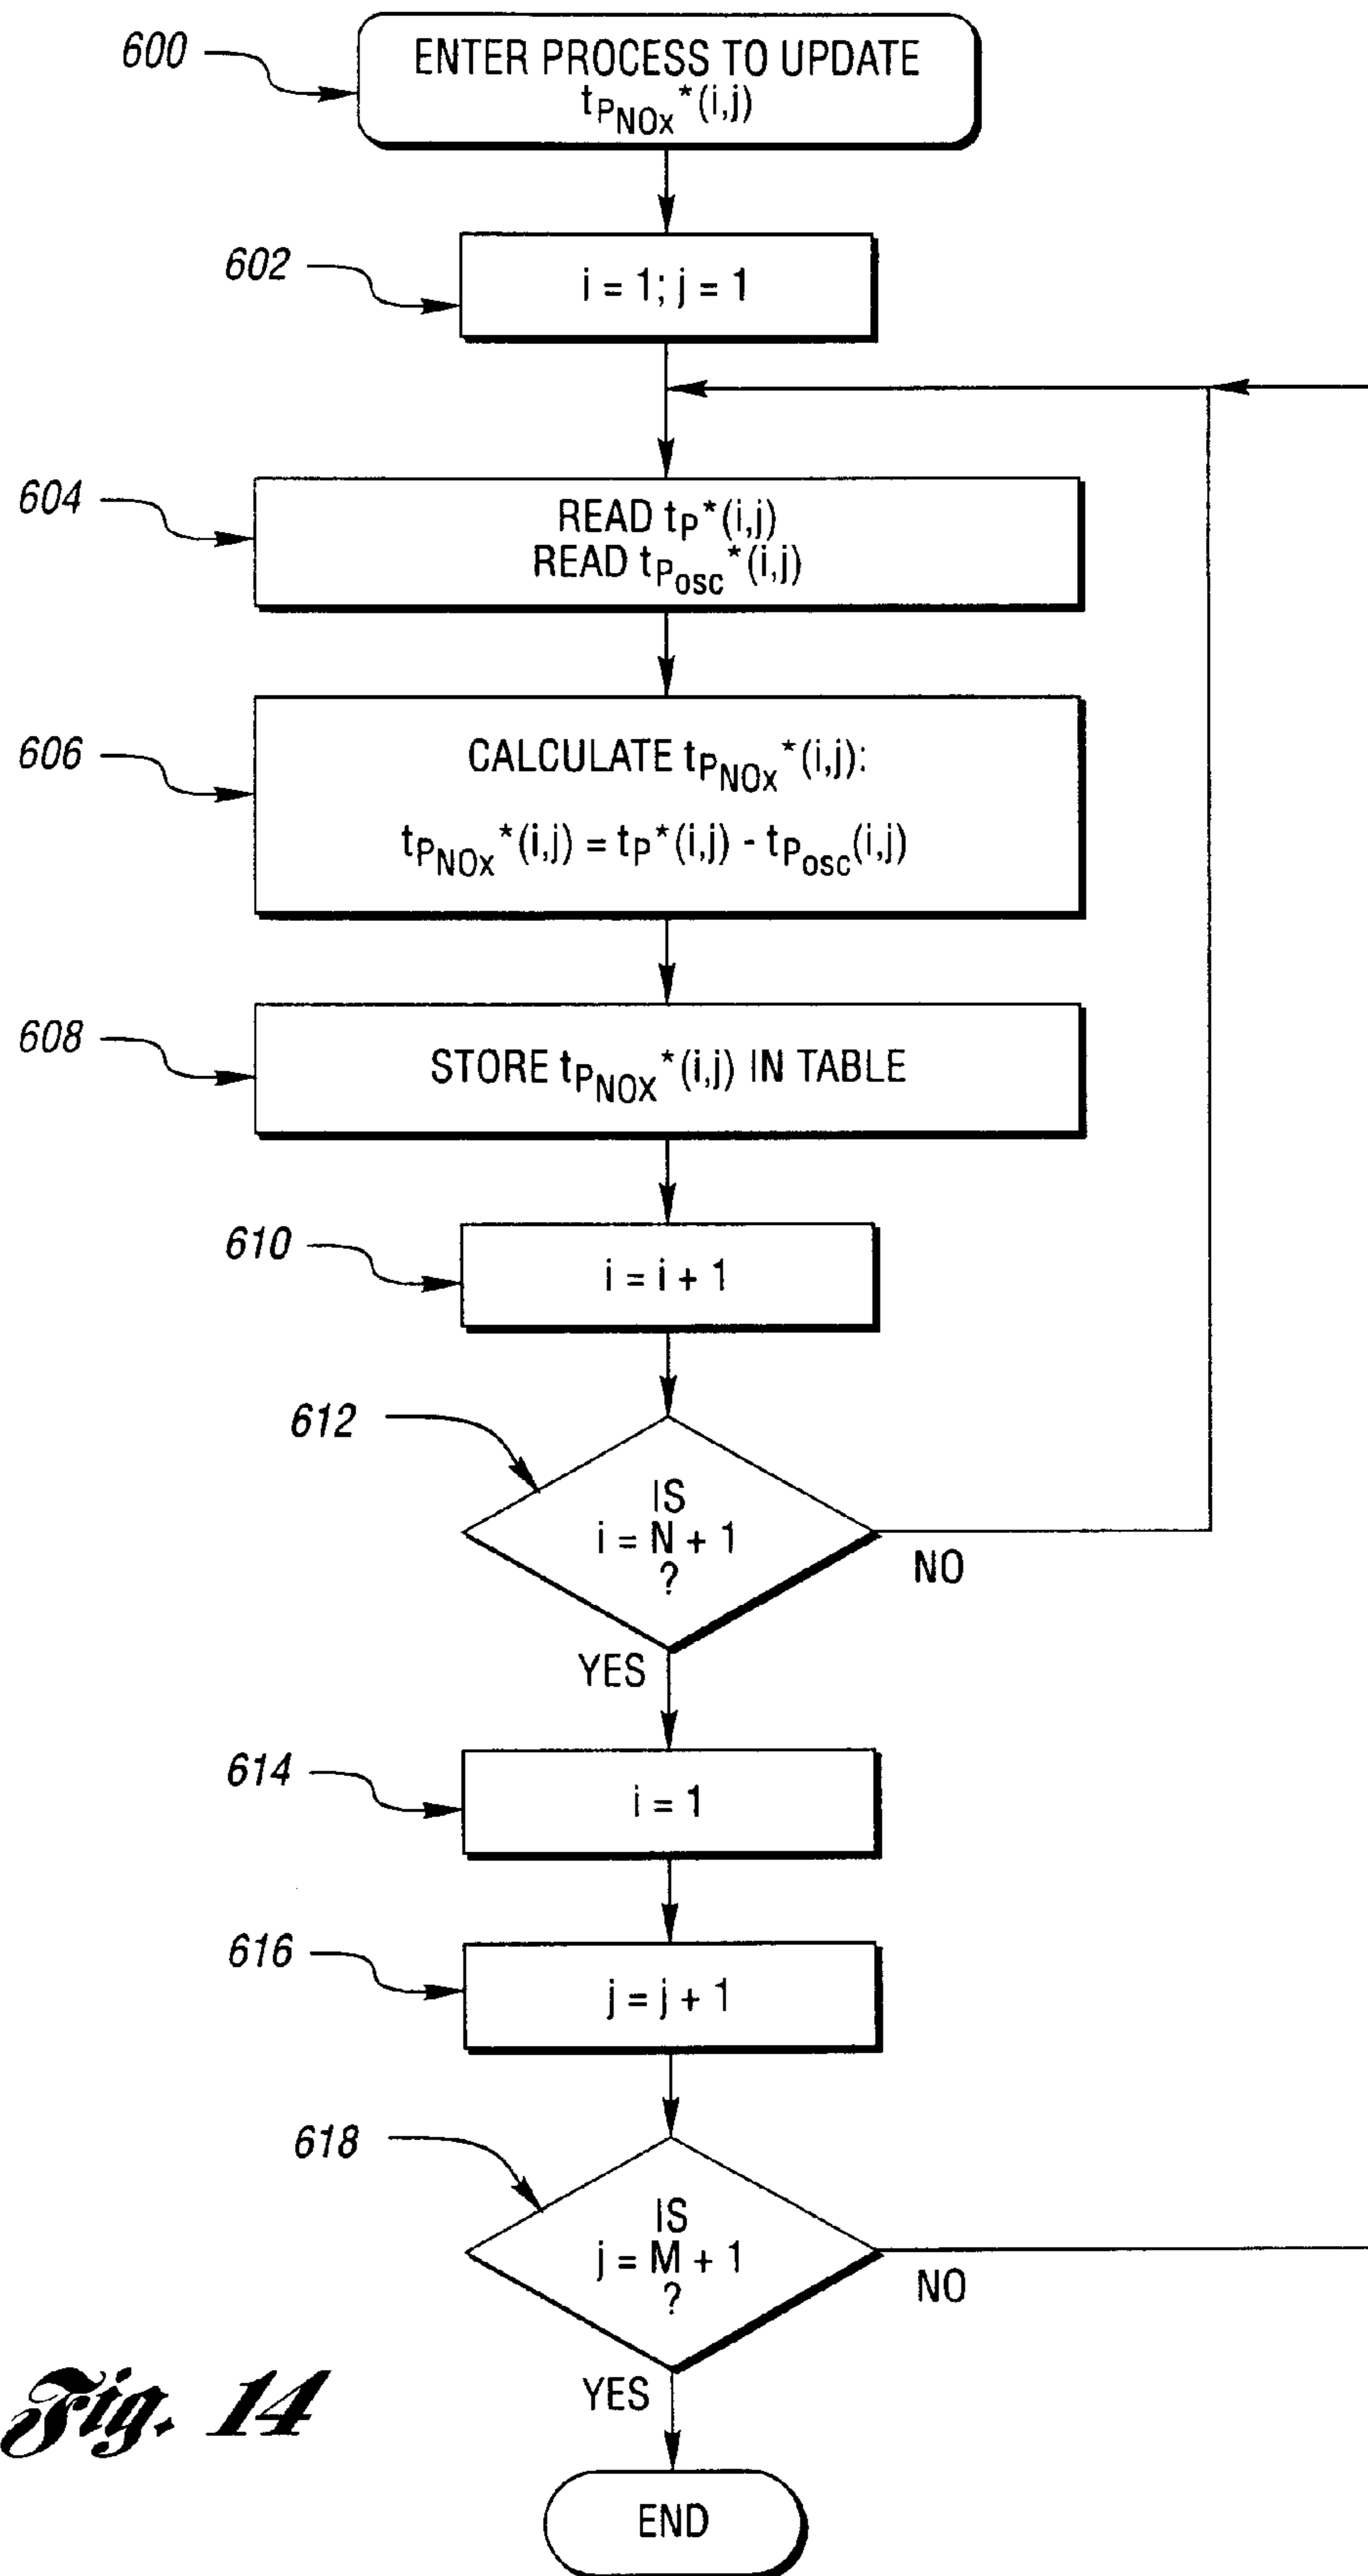 600
ENTER PROCESS TO UPDATE
tPNOx*(i,j)
602
i = 1; j = 1
604
READ tP*(i,j)
READ tPosc*(i,j)
606
CALCULATE tPNOx*(i,j):
tPNOx*(i,j) = tP*(i,j) - tPosc(i,j)
608
STORE tPNOx*(i,j) IN TABLE
610
i = i + 1
612
IS
i = N + 1
?
NO
YES
614
i = 1
616
j = j + 1
618
IS
j = M + 1
?
NO
YES
Fig. 14
END